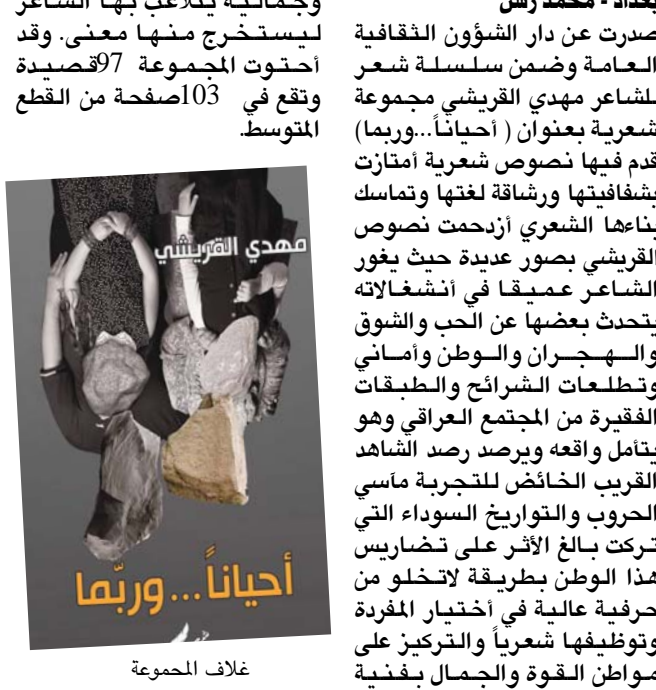 بغداد - محمد رسن
صدرت عن دار الشؤون الثقافية
العامة وضمن سلسلة شعر
للشاعر مهدي القريشي مجموعة
شعرية بعنوان ( أحياناً...وربما)
قدم فيها نصوص شعرية أمتازت
بشفافيتها ورشاقة لغتها وتماسك
بناءها الشعري أزدحمت نصوص
القريشي بصور عديدة حيث يغور
الشاعر عميقا في أنشغالاته
يتحدث بعضها عن الحب والشوق
والهجران والوطن وأماني
وتطلعات الشرائح والطبقات
الفقيرة من المجتمع العراقي وهو
يتأمل واقعه ويرصد رصد الشاهد
القريب الخائض للتجربة مآسي
الحروب والتواريخ السوداء التي
تركت بالغ الأثر على تضاريس
هذا الوطن بطريقة لاتخلو من
حرفية عالية في أختيار المفردة
وتوظيفها شعرياً والتركيز على
مواطن القوة والجمال بفنية
وجمالية يتلاعب بها الشاعر
ليستخرج منها معنى. وقد
أحتوت المجموعة 97قصيدة
وتقع في 103صفحة من القطع
المتوسط.
مهدي القريشي
أحياناً...وربّما
غلاف المجموعة